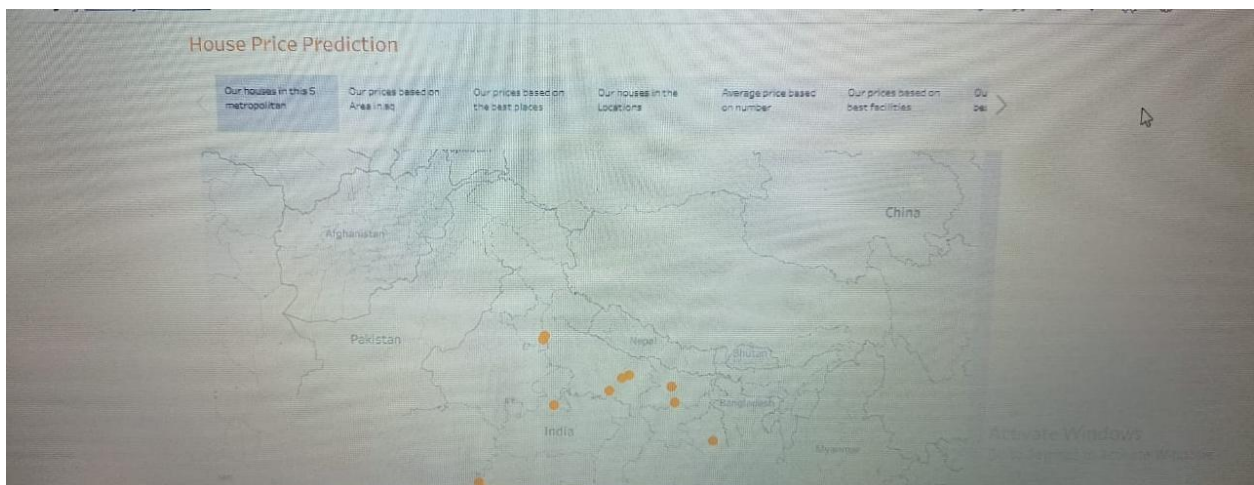 House Price Prediction
Our houses in this 5
metropolitan
Our prices based on
Area in sq
Our prices based on
the best places
Our houses in the
Locations
Average price based
on number
Our prices based on
best facilities
Ou
China
Afghanistan
Pakistan
Nepal
Bhutan
Bangladesh
India
Myanmar
Activate Windows